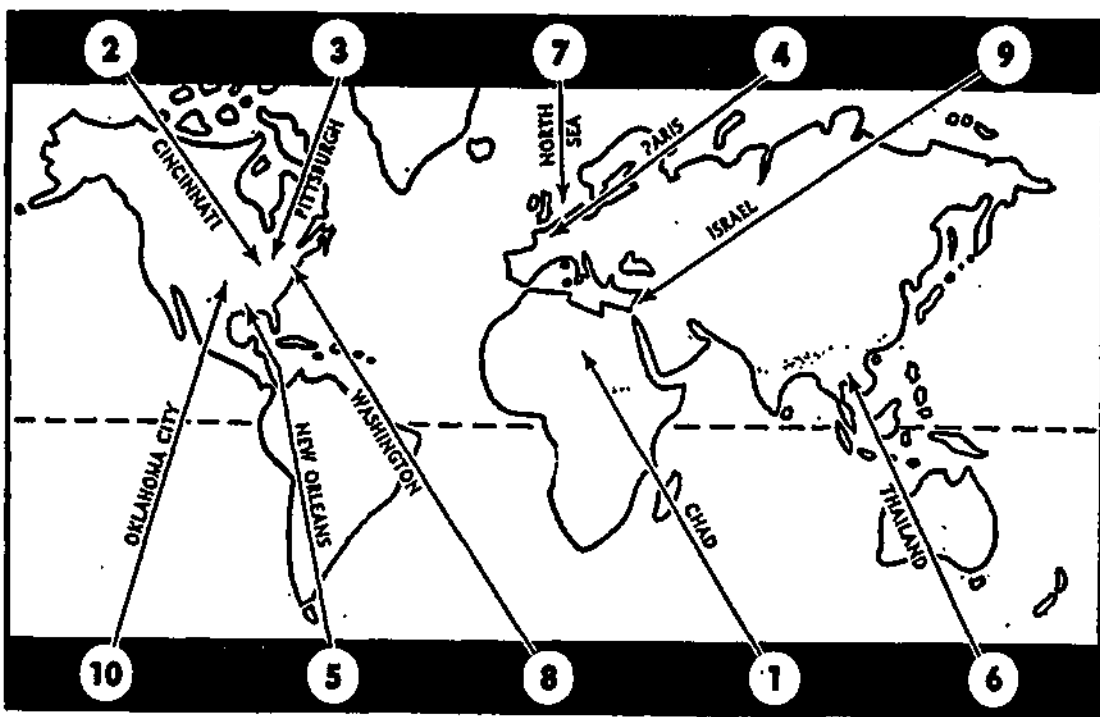 2
3
7
4
9
CINCINNATI
PITTSBURGH
NORTH
SEA
PARIS
ISRAEL
OKLAHOMA CITY
NEW ORLEANS
WASHINGTON
CHAD
THAILAND
10
5
8
1
6